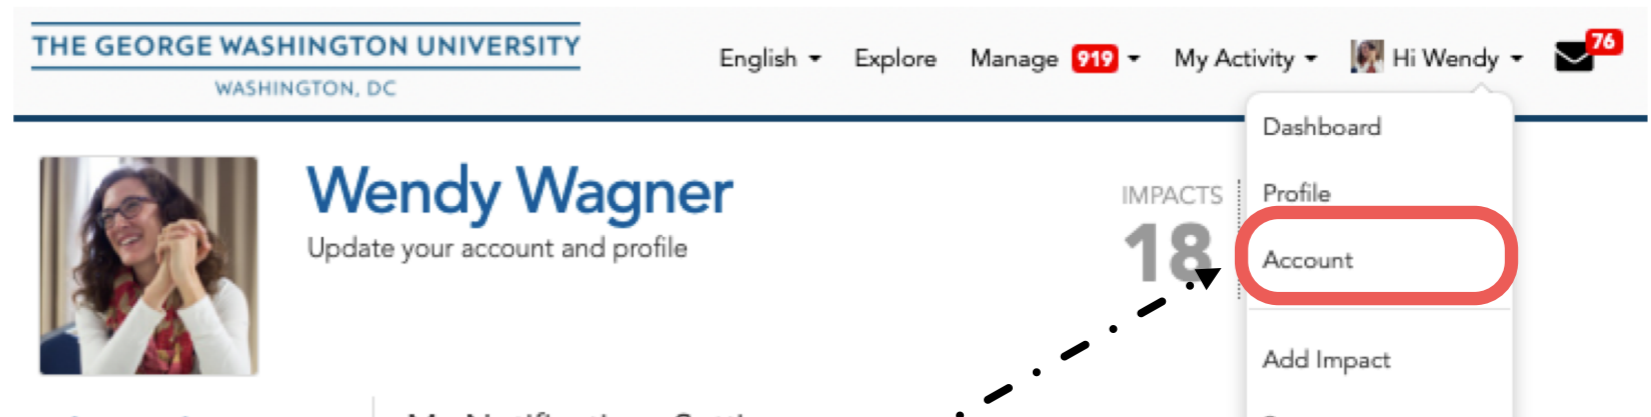 THE GEORGE WASHINGTON UNIVERSITY
WASHINGTON, DC
English Explore Manage 919 My Activity Hi Wendy 76
Dashboard
Profile
Account
Add Impact
Wendy Wagner
Update your account and profile
IMPACTS
18